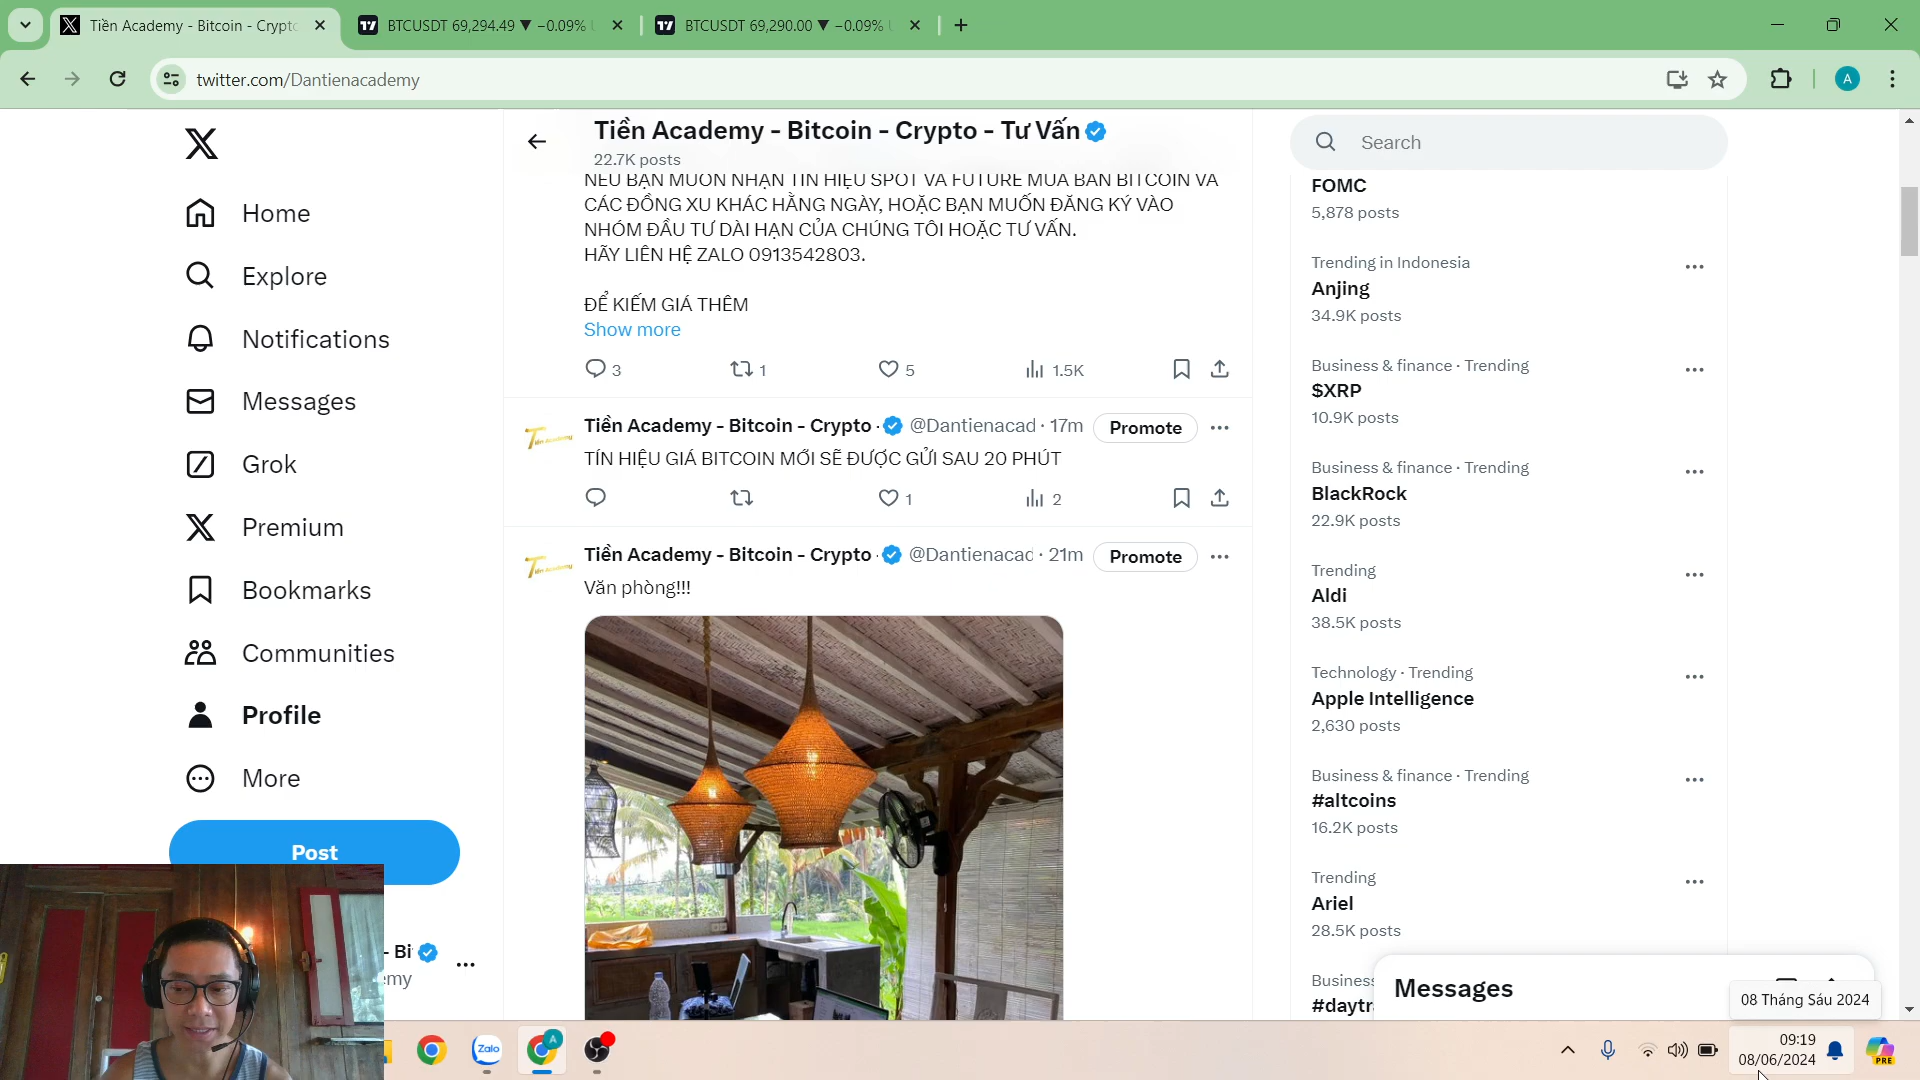 Tiền Academy - Bitcoin - Crypto
BTCUSDT 69,294.49 ▼ −0.09%
BTCUSDT 69,290.00 ▼ −0.09%
twitter.com/Dantienacademy
A
Home
Explore
Notifications
Messages
Grok
Premium
Bookmarks
Communities
Profile
More
Post
- Bi
emy
Tiền Academy - Bitcoin - Crypto - Tư Vấn
22.7K posts
NẾU BẠN MUỐN NHẬN TÍN HIỆU SPOT VÀ FUTURE MUA BÁN BITCOIN VÀ
CÁC ĐỒNG XU KHÁC HẰNG NGÀY, HOẶC BẠN MUỐN ĐĂNG KÝ VÀO
NHÓM ĐẦU TƯ DÀI HẠN CỦA CHÚNG TÔI HOẶC TƯ VẤN.
HÃY LIÊN HỆ ZALO 0913542803.
ĐỂ KIẾM GIÁ THÊM
Show more
3 1 5 1.5K
Tiền Academy - Bitcoin - Crypto · @Dantienacad · 17m Promote
TÍN HIỆU GIÁ BITCOIN MỚI SẼ ĐƯỢC GỬI SAU 20 PHÚT
1 2
Tiền Academy - Bitcoin - Crypto · @Dantienacad · 21m Promote
Văn phòng!!!
Search
FOMC
5,878 posts
Trending in Indonesia
Anjing
34.9K posts
Business & finance · Trending
$XRP
10.9K posts
Business & finance · Trending
BlackRock
22.9K posts
Trending
Aldi
38.5K posts
Technology · Trending
Apple Intelligence
2,630 posts
Business & finance · Trending
#altcoins
16.2K posts
Trending
Ariel
28.5K posts
Busines
#daytr
Messages
08 Tháng Sáu 2024
Zalo
A
09:19
08/06/2024
PRE